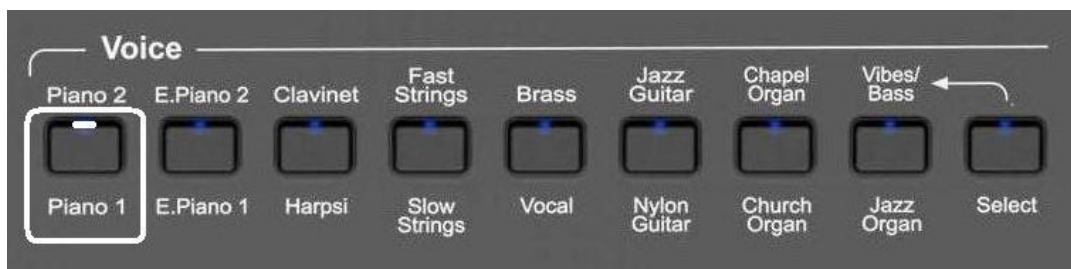 Voice
Piano 2 E.Piano 2 Clavinet Fast Strings Brass Jazz Guitar Chapel Organ Vibes/ Bass
Piano 1 E.Piano 1 Harpsi Slow Strings Vocal Nylon Guitar Church Organ Jazz Organ Select